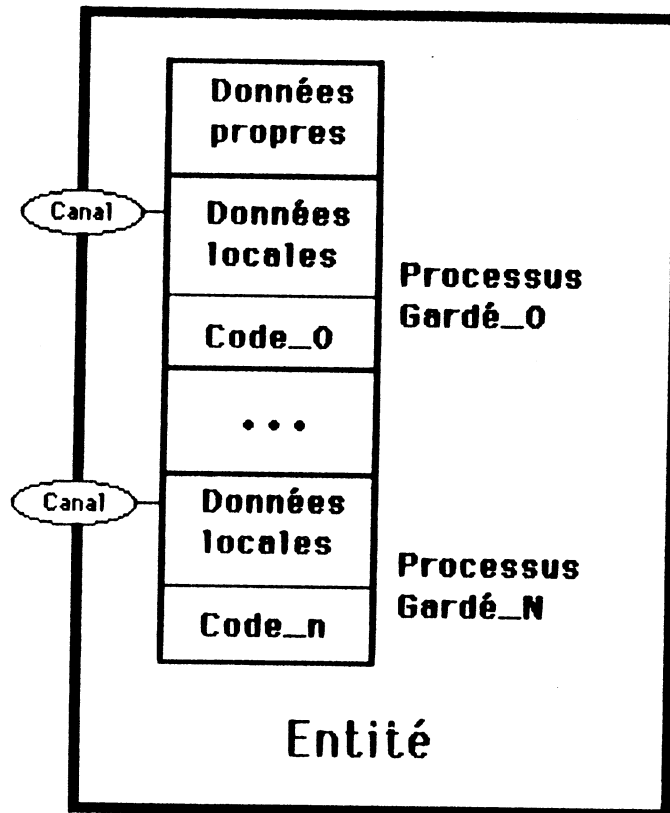 Données
propres
Canal
Données
locales
Processus
Gardé_0
Code_0
...
Canal
Données
locales
Processus
Gardé_N
Code_n
Entité